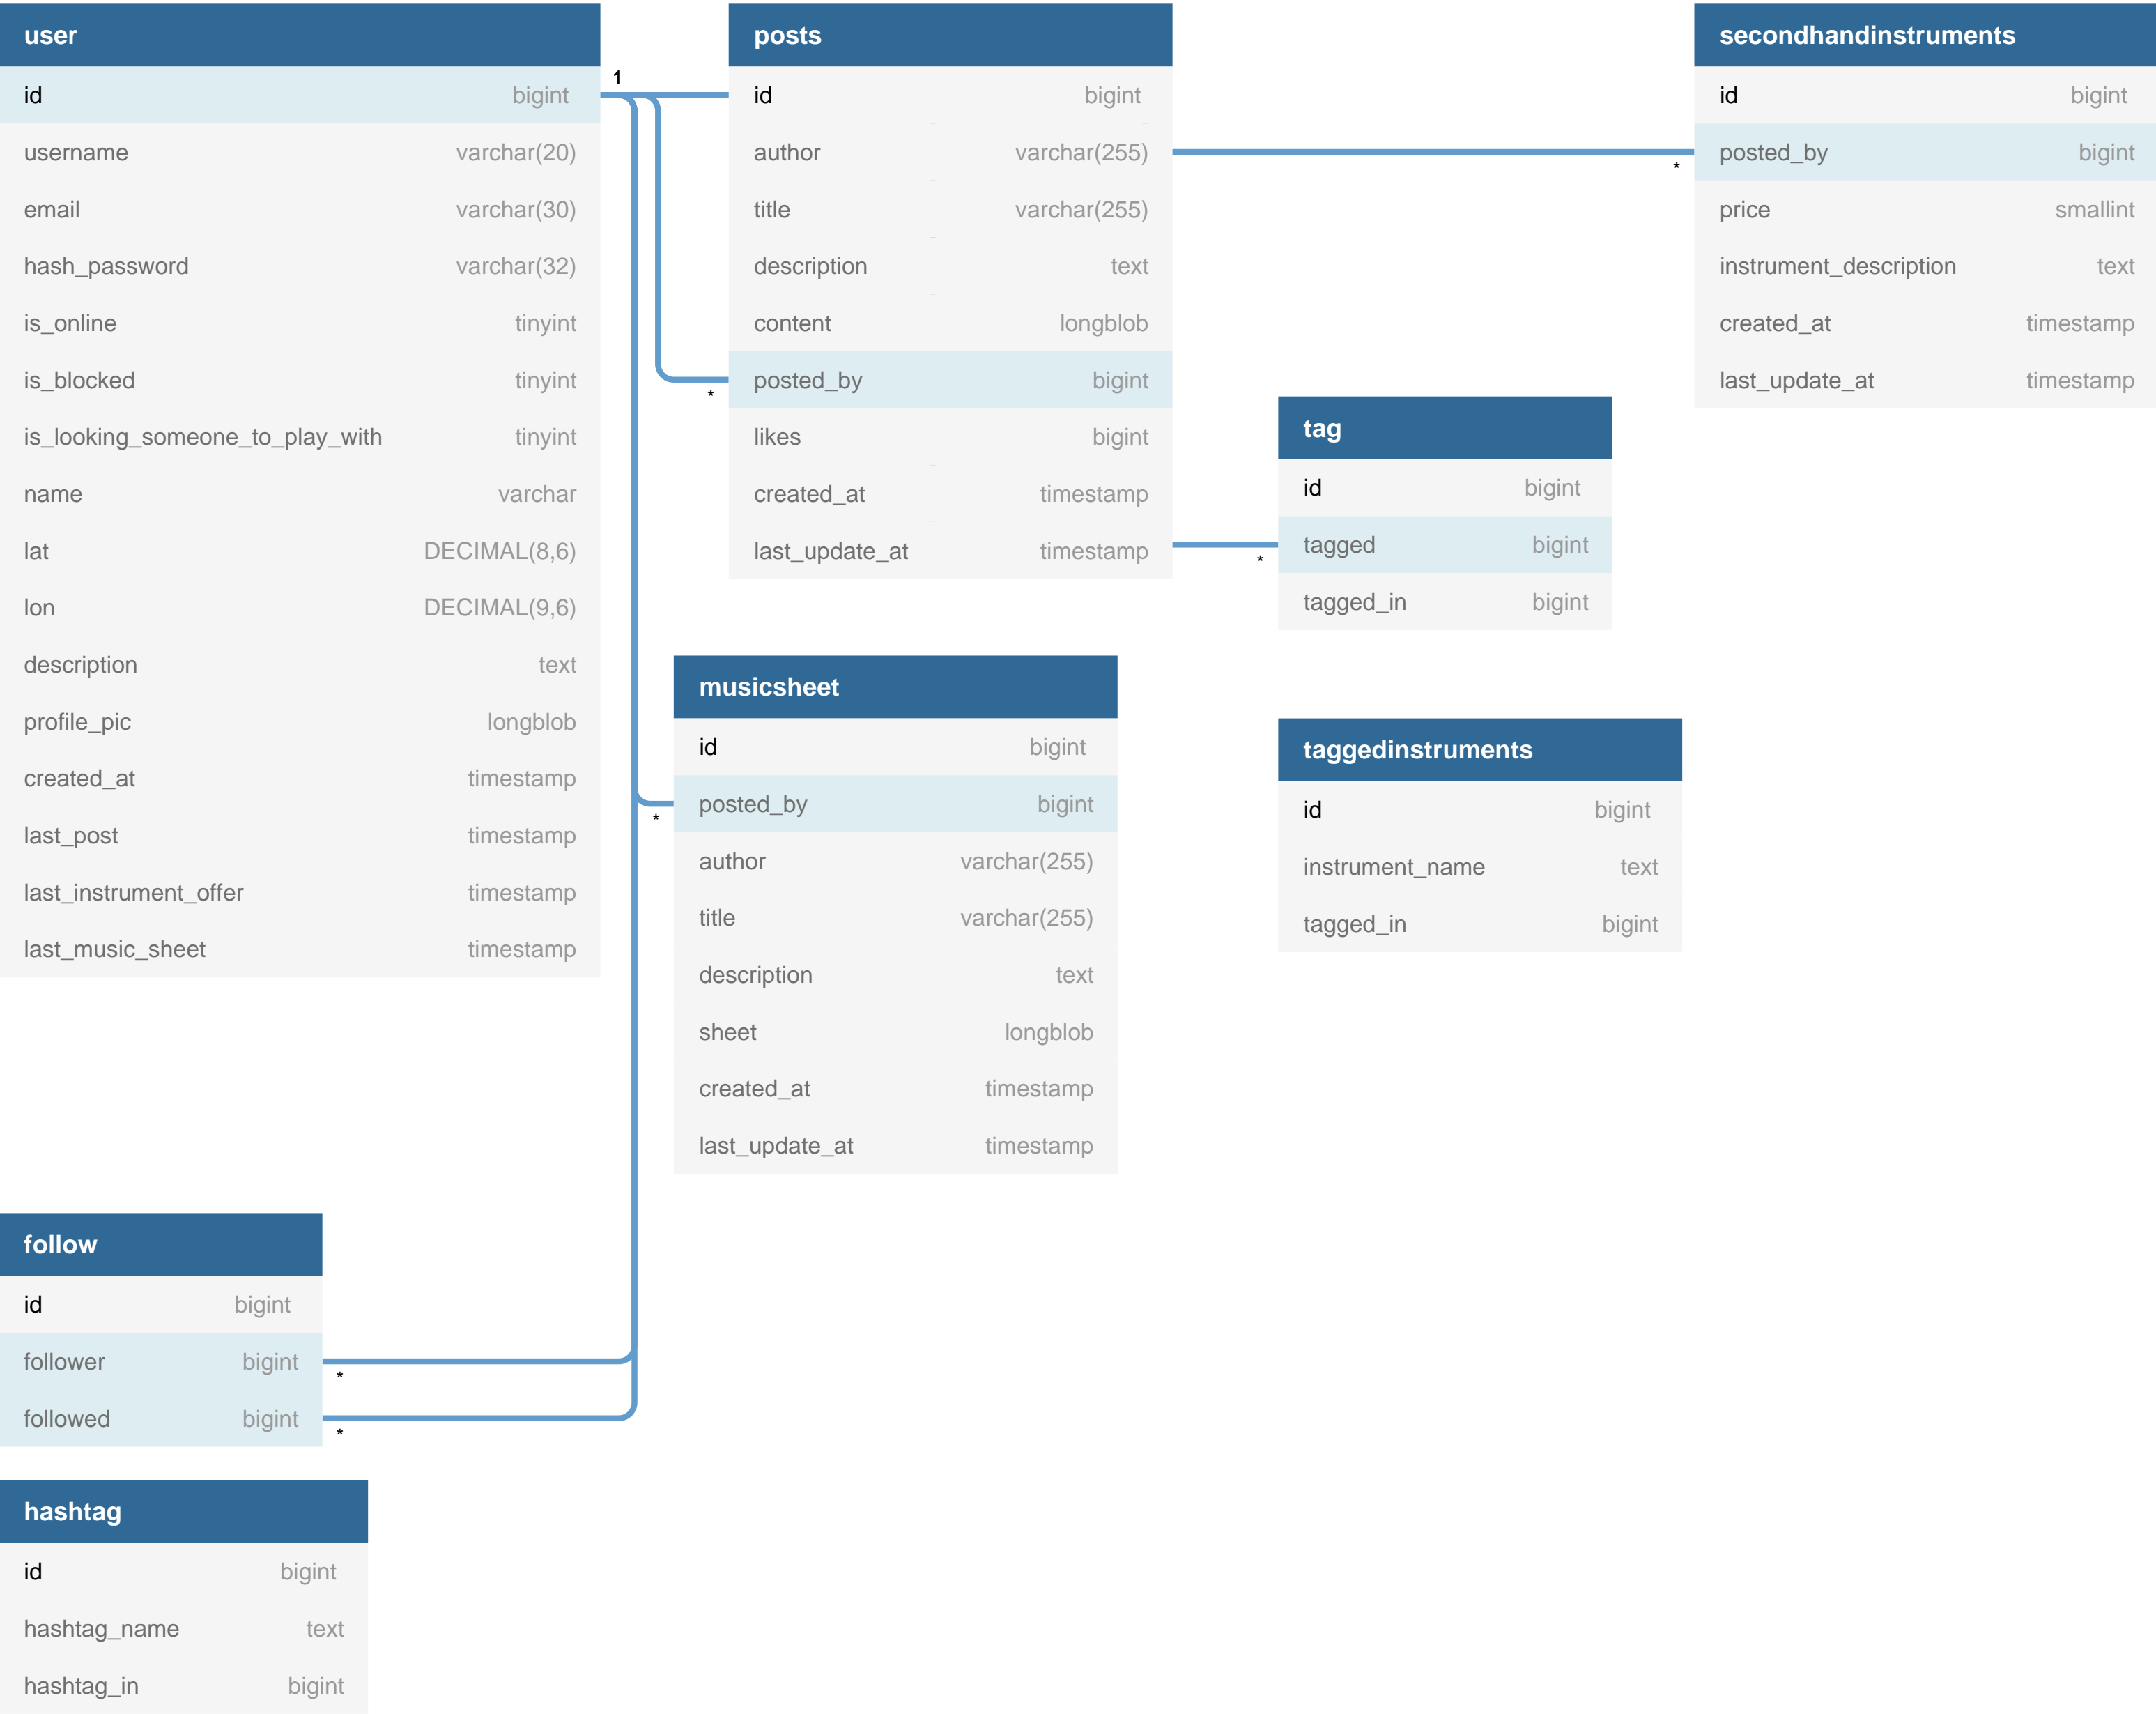 user
id bigint
username varchar(20)
email varchar(30)
hash_password varchar(32)
is_online tinyint
is_blocked tinyint
is_looking_someone_to_play_with tinyint
name varchar
lat DECIMAL(8,6)
lon DECIMAL(9,6)
description text
profile_pic longblob
created_at timestamp
last_post timestamp
last_instrument_offer timestamp
last_music_sheet timestamp
1
posts
id bigint
author varchar(255)
title varchar(255)
description text
content longblob
* posted_by bigint
likes bigint
created_at timestamp
last_update_at timestamp
secondhandinstruments
id bigint
* posted_by bigint
price smallint
instrument_description text
created_at timestamp
last_update_at timestamp
tag
id bigint
* tagged bigint
tagged_in bigint
musicsheet
id bigint
* posted_by bigint
author varchar(255)
title varchar(255)
description text
sheet longblob
created_at timestamp
last_update_at timestamp
taggedinstruments
id bigint
instrument_name text
tagged_in bigint
follow
id bigint
follower bigint *
followed bigint *
hashtag
id bigint
hashtag_name text
hashtag_in bigint